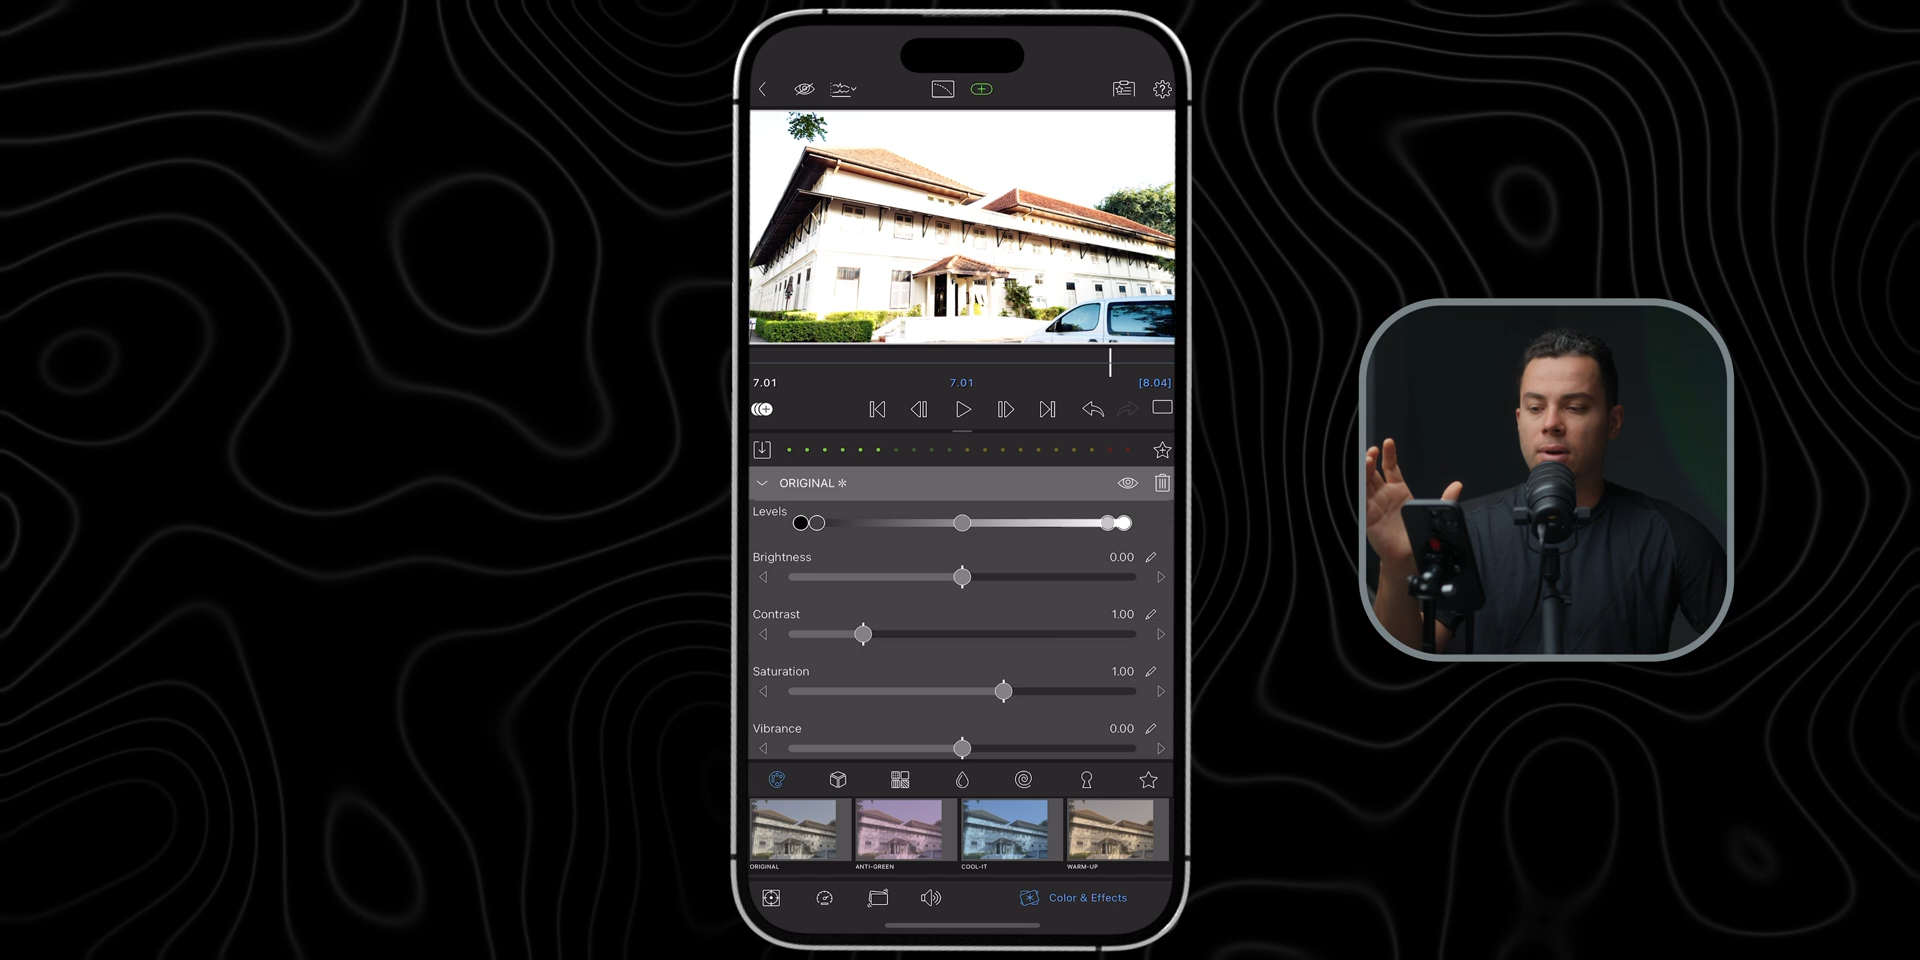 7.01 7.01 [8.04]
ORIGINAL ✻
Levels
Brightness 0.00
Contrast 1.00
Saturation 1.00
Vibrance 0.00
ORIGINAL ANTI-GREEN COOL-IT WARM-UP
Color & Effects